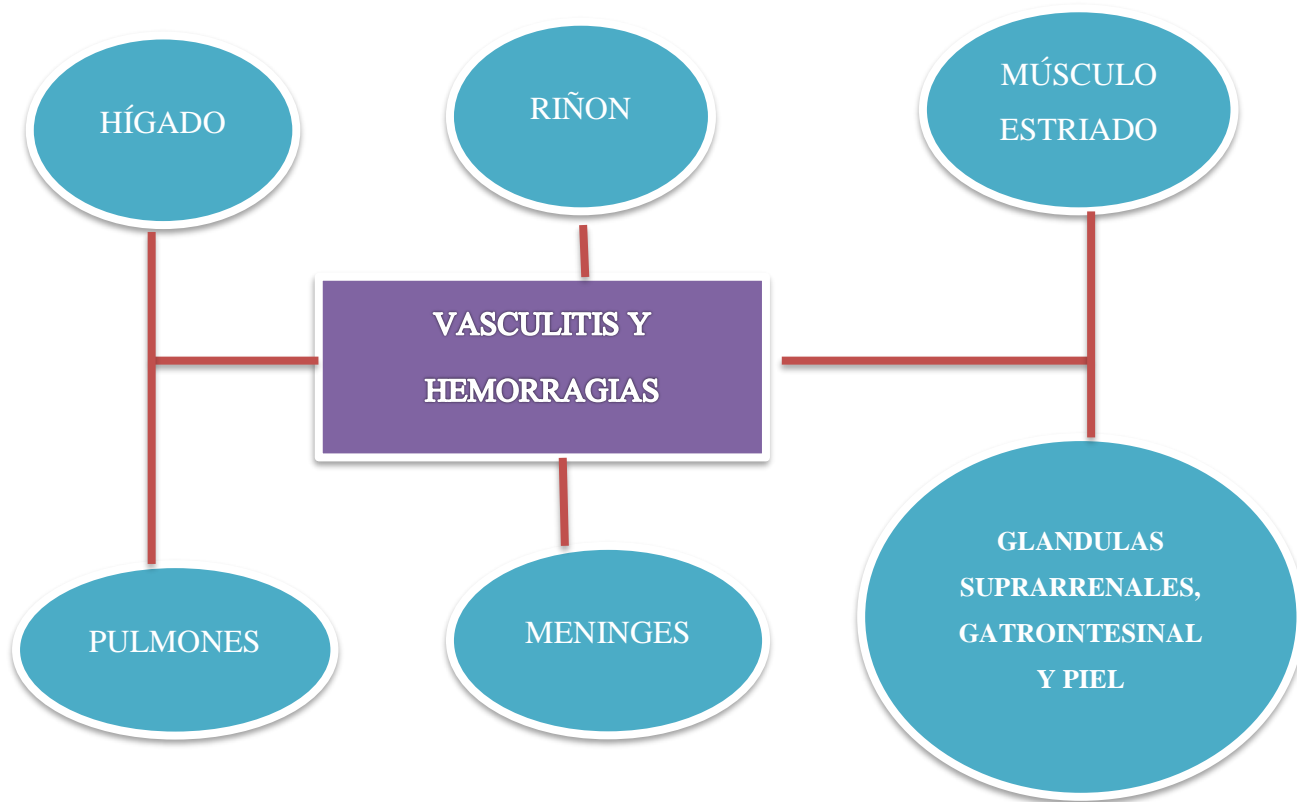 HÍGADO
RIÑON
MÚSCULO
ESTRIADO
VASCULITIS Y
HEMORRAGIAS
PULMONES
MENINGES
GLANDULAS
SUPRARRENALES,
GATROINTESINAL
Y PIEL